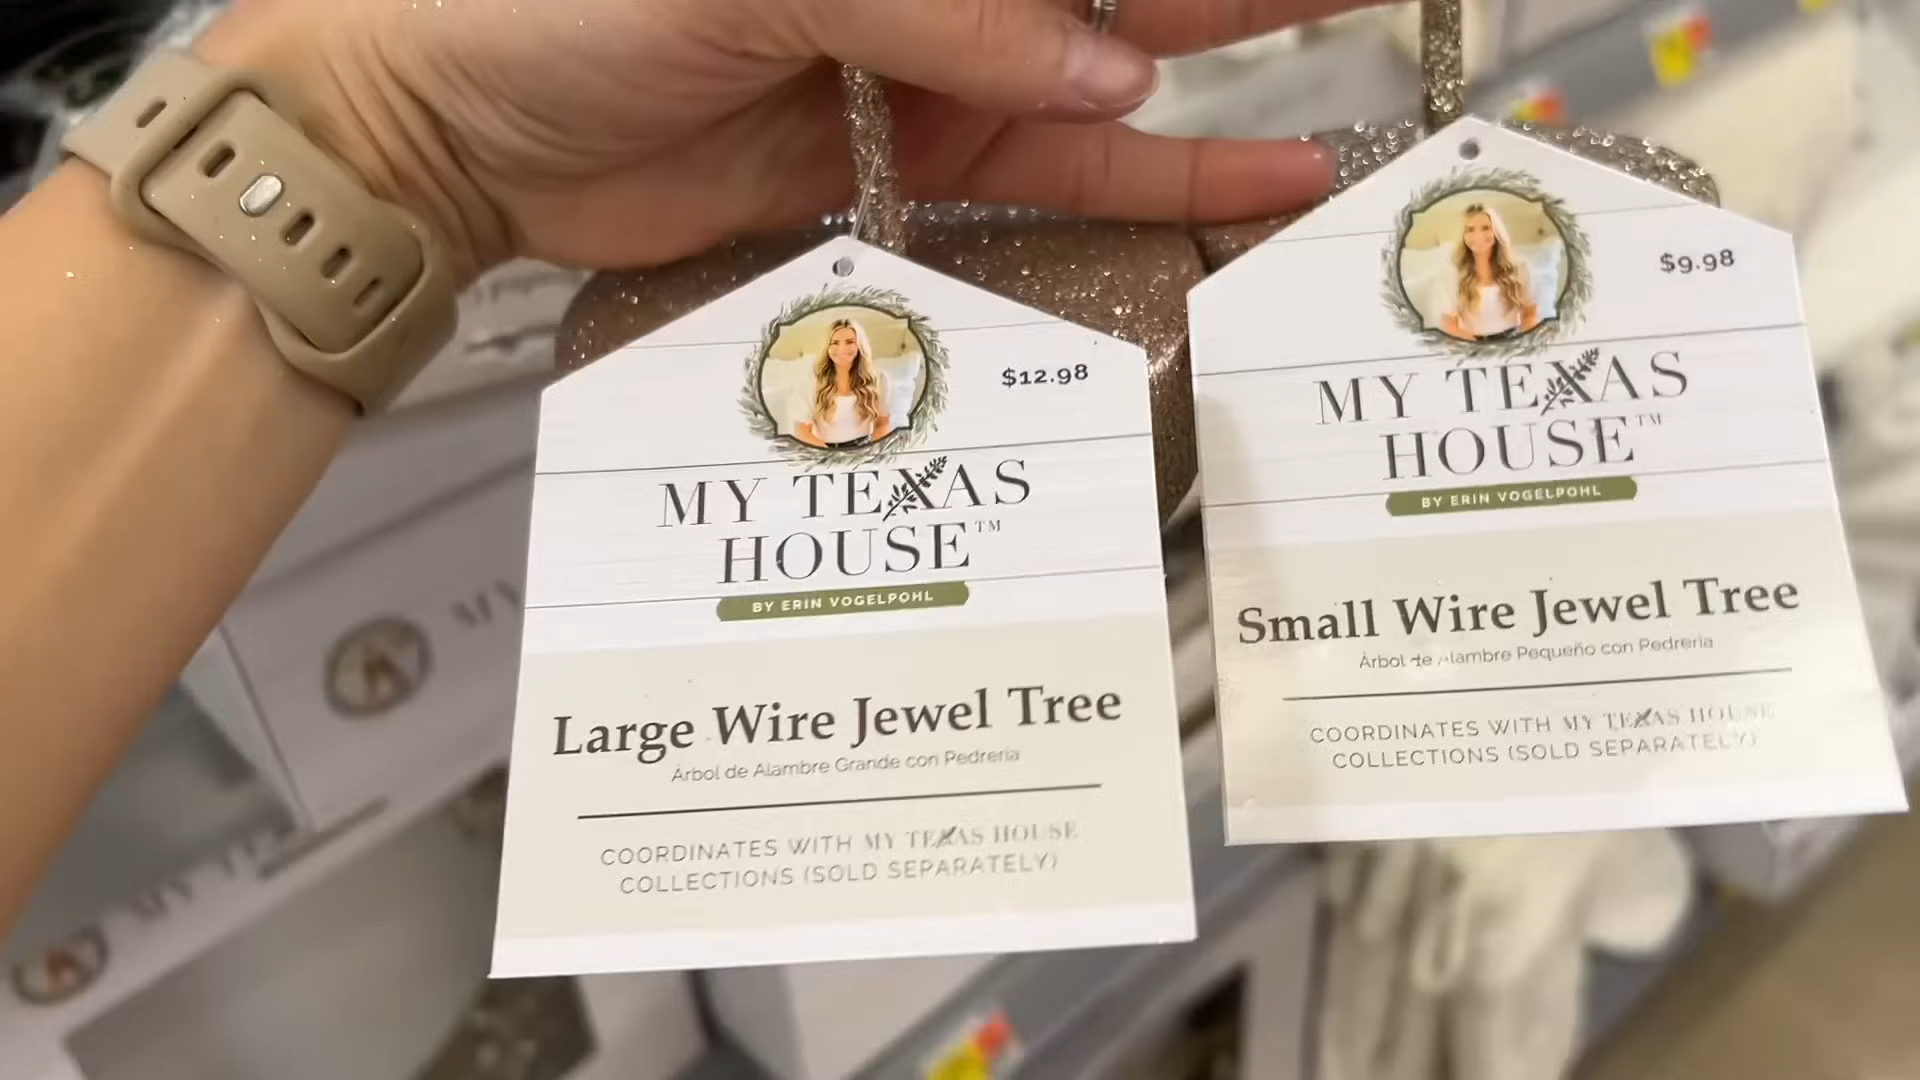 $12.98
MY TEXAS
HOUSE™
BY ERIN VOGELPOHL
Large Wire Jewel Tree
Árbol de Alambre Grande con Pedrería
COORDINATES WITH MY TEXAS HOUSE
COLLECTIONS (SOLD SEPARATELY)
$9.98
MY TEXAS
HOUSE™
BY ERIN VOGELPOHL
Small Wire Jewel Tree
Árbol de Alambre Pequeño con Pedrería
COORDINATES WITH MY TEXAS HOUSE
COLLECTIONS (SOLD SEPARATELY)
MY